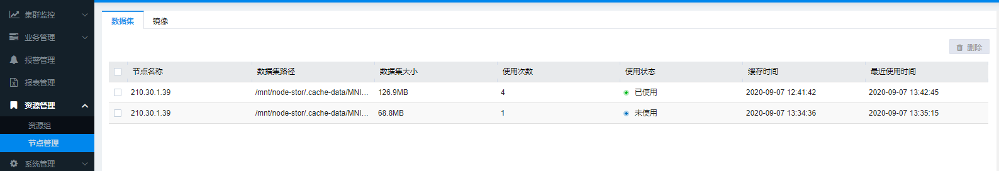 集群监控
业务管理
报警管理
报表管理
资源管理
资源组
节点管理
系统管理
数据集 镜像
删除
节点名称 数据集路径 数据集大小 使用次数 使用状态 缓存时间 最近使用时间
210.30.1.39 /mnt/node-stor/.cache-data/MNI... 126.9MB 4 已使用 2020-09-07 12:41:42 2020-09-07 13:42:45
210.30.1.39 /mnt/node-stor/.cache-data/MNI... 68.8MB 1 未使用 2020-09-07 13:34:36 2020-09-07 13:35:15